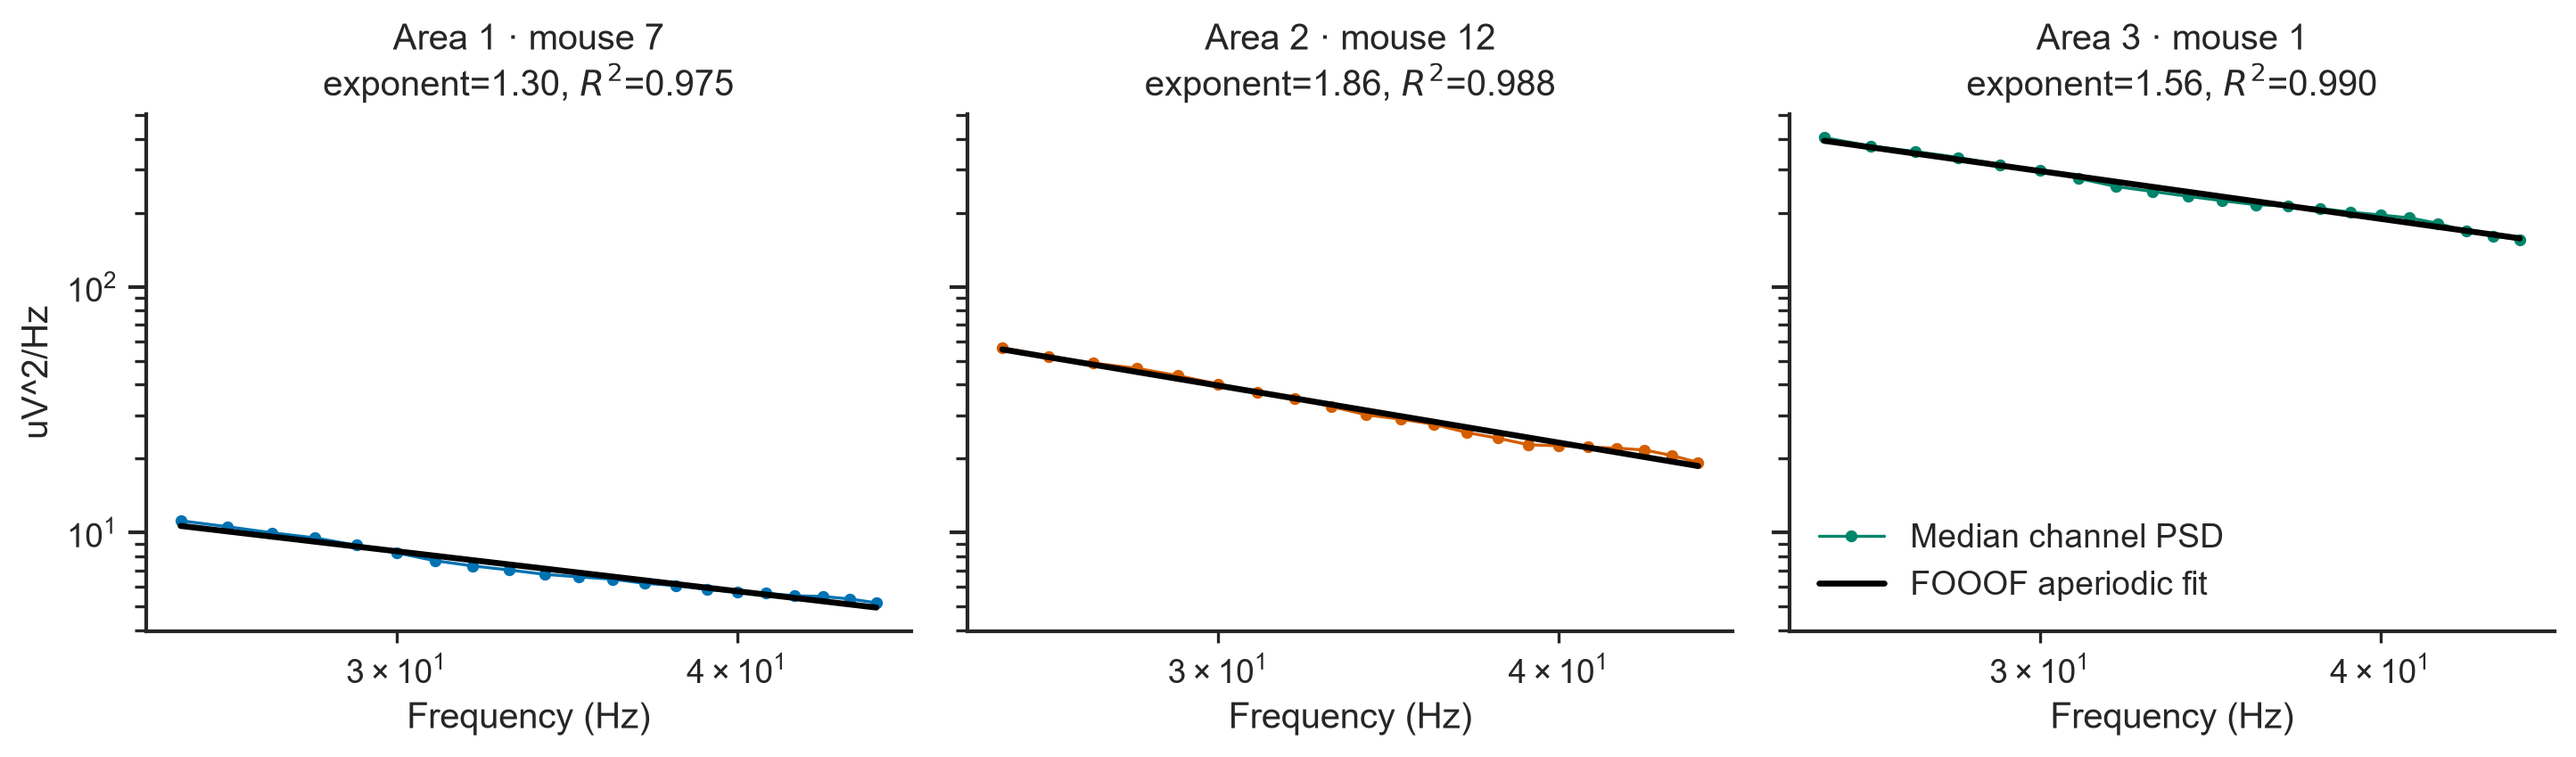 Area 1 · mouse 7
exponent=1.30, R²=0.975
Area 2 · mouse 12
exponent=1.86, R²=0.988
Area 3 · mouse 1
exponent=1.56, R²=0.990
uV^2/Hz
10²
10¹
3 × 10¹
4 × 10¹
Frequency (Hz)
3 × 10¹
4 × 10¹
Frequency (Hz)
Median channel PSD
FOOOF aperiodic fit
3 × 10¹
4 × 10¹
Frequency (Hz)